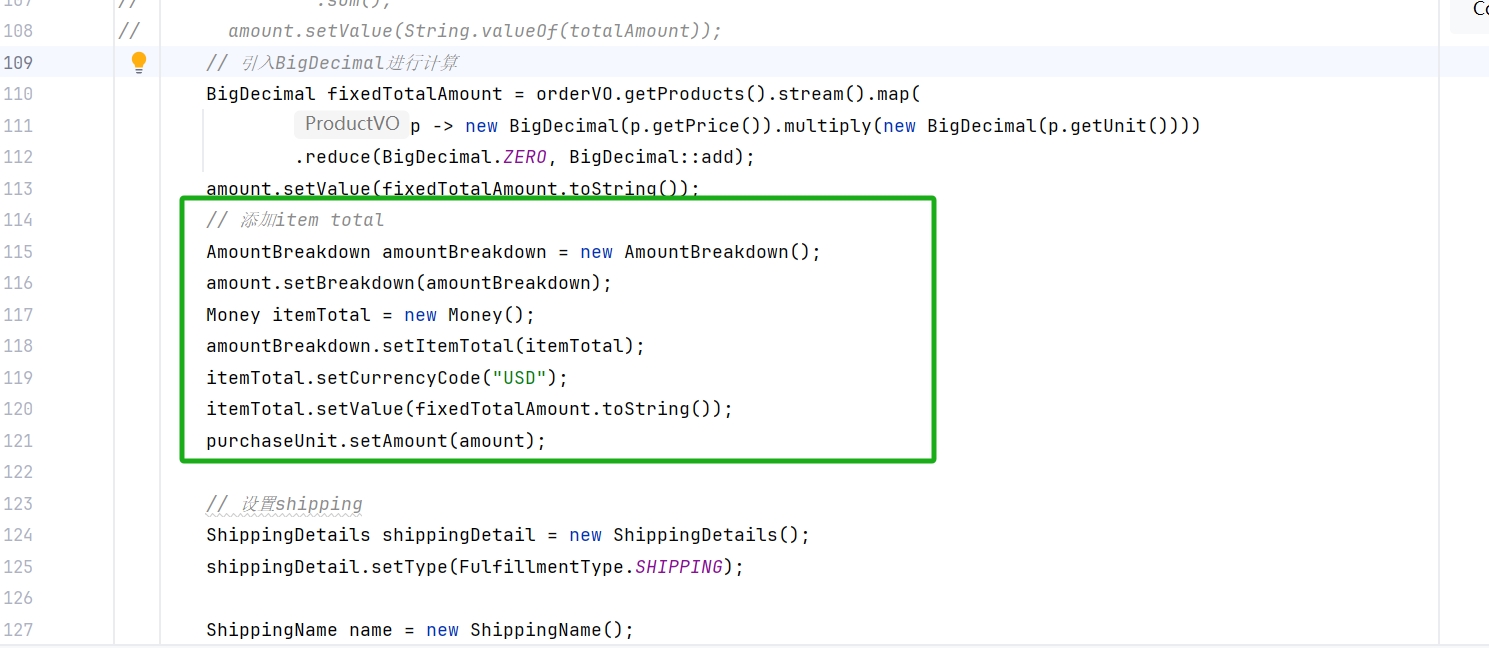 107 // .sum();
108 // amount.setValue(String.valueOf(totalAmount));
109 // 引入BigDecimal进行计算
110 BigDecimal fixedTotalAmount = orderVO.getProducts().stream().map(
111 ProductVO p -> new BigDecimal(p.getPrice()).multiply(new BigDecimal(p.getUnit())))
112 .reduce(BigDecimal.ZERO, BigDecimal::add);
113 amount.setValue(fixedTotalAmount.toString());
114 // 添加item total
115 AmountBreakdown amountBreakdown = new AmountBreakdown();
116 amount.setBreakdown(amountBreakdown);
117 Money itemTotal = new Money();
118 amountBreakdown.setItemTotal(itemTotal);
119 itemTotal.setCurrencyCode("USD");
120 itemTotal.setValue(fixedTotalAmount.toString());
121 purchaseUnit.setAmount(amount);
122
123 // 设置shipping
124 ShippingDetails shippingDetail = new ShippingDetails();
125 shippingDetail.setType(FulfillmentType.SHIPPING);
126
127 ShippingName name = new ShippingName();